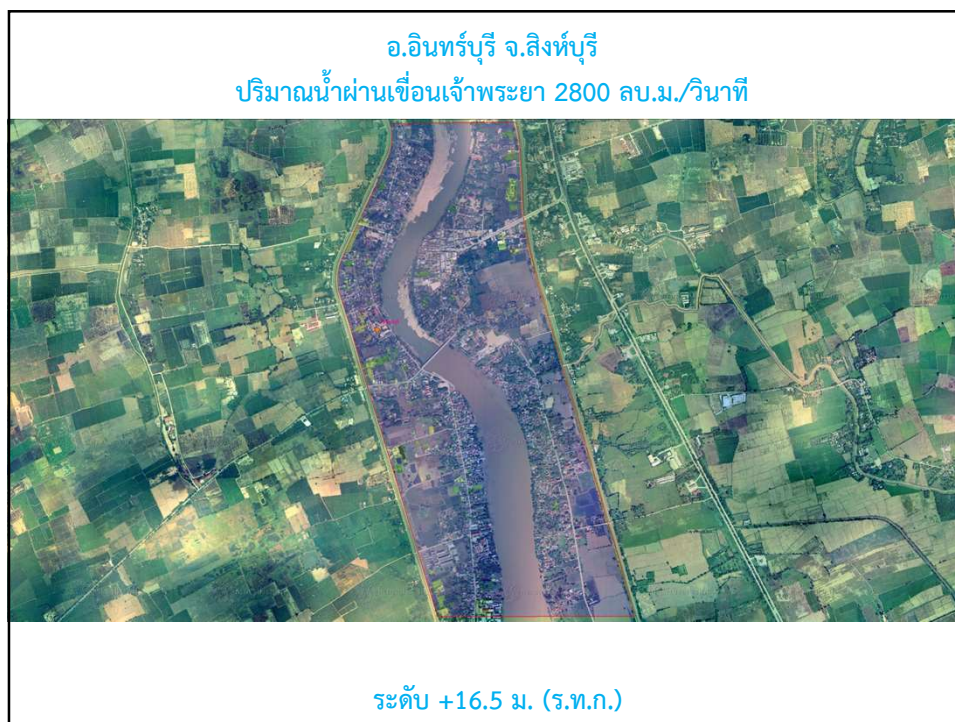 อ.อินทร์บุรี จ.สิงห์บุรี
ปริมาณน้ำผ่านเขื่อนเจ้าพระยา 2800 ลบ.ม./วินาที
ระดับ +16.5 ม. (ร.ท.ก.)